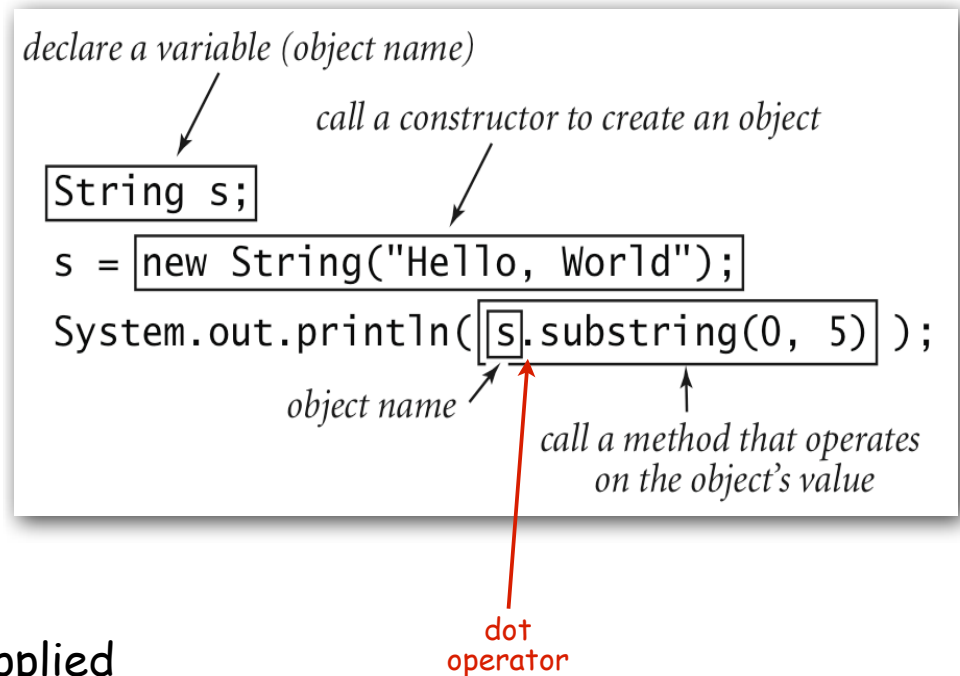 declare a variable (object name)
call a constructor to create an object
String s;
s = new String("Hello, World");
System.out.println( s.substring(0, 5) );
object name
call a method that operates
on the object's value
dot
operator